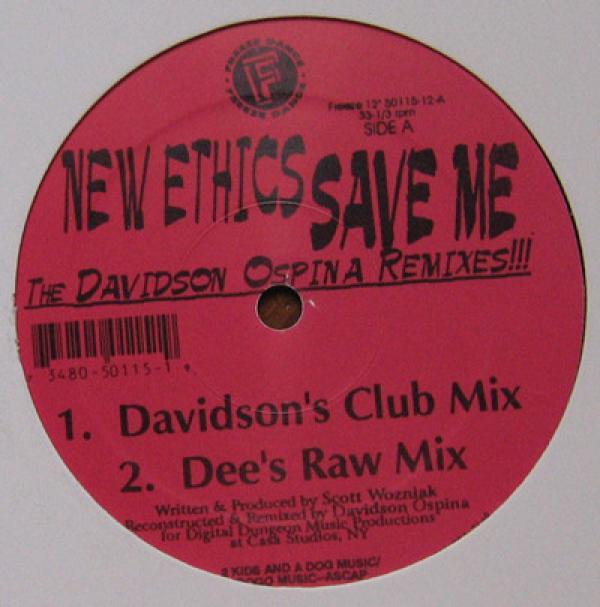 FREEZE DANCE
F
FREEZE DANCE
Freeze 12" 50115-12-A
33-1/3 rpm
SIDE A
NEW ETHICS SAVE ME
THE DAVIDSON OSPINA REMIXES!!!
3480-50115-1
1. Davidson's Club Mix
2. Dee's Raw Mix
Written & Produced by Scott Wozniak
Reconstructed & Remixed by Davidson Ospina
for Digital Dungeon Music Productions
at Casa Studios, NY
2 KIDS AND A DOG MUSIC/
MUSIC-ASCAP